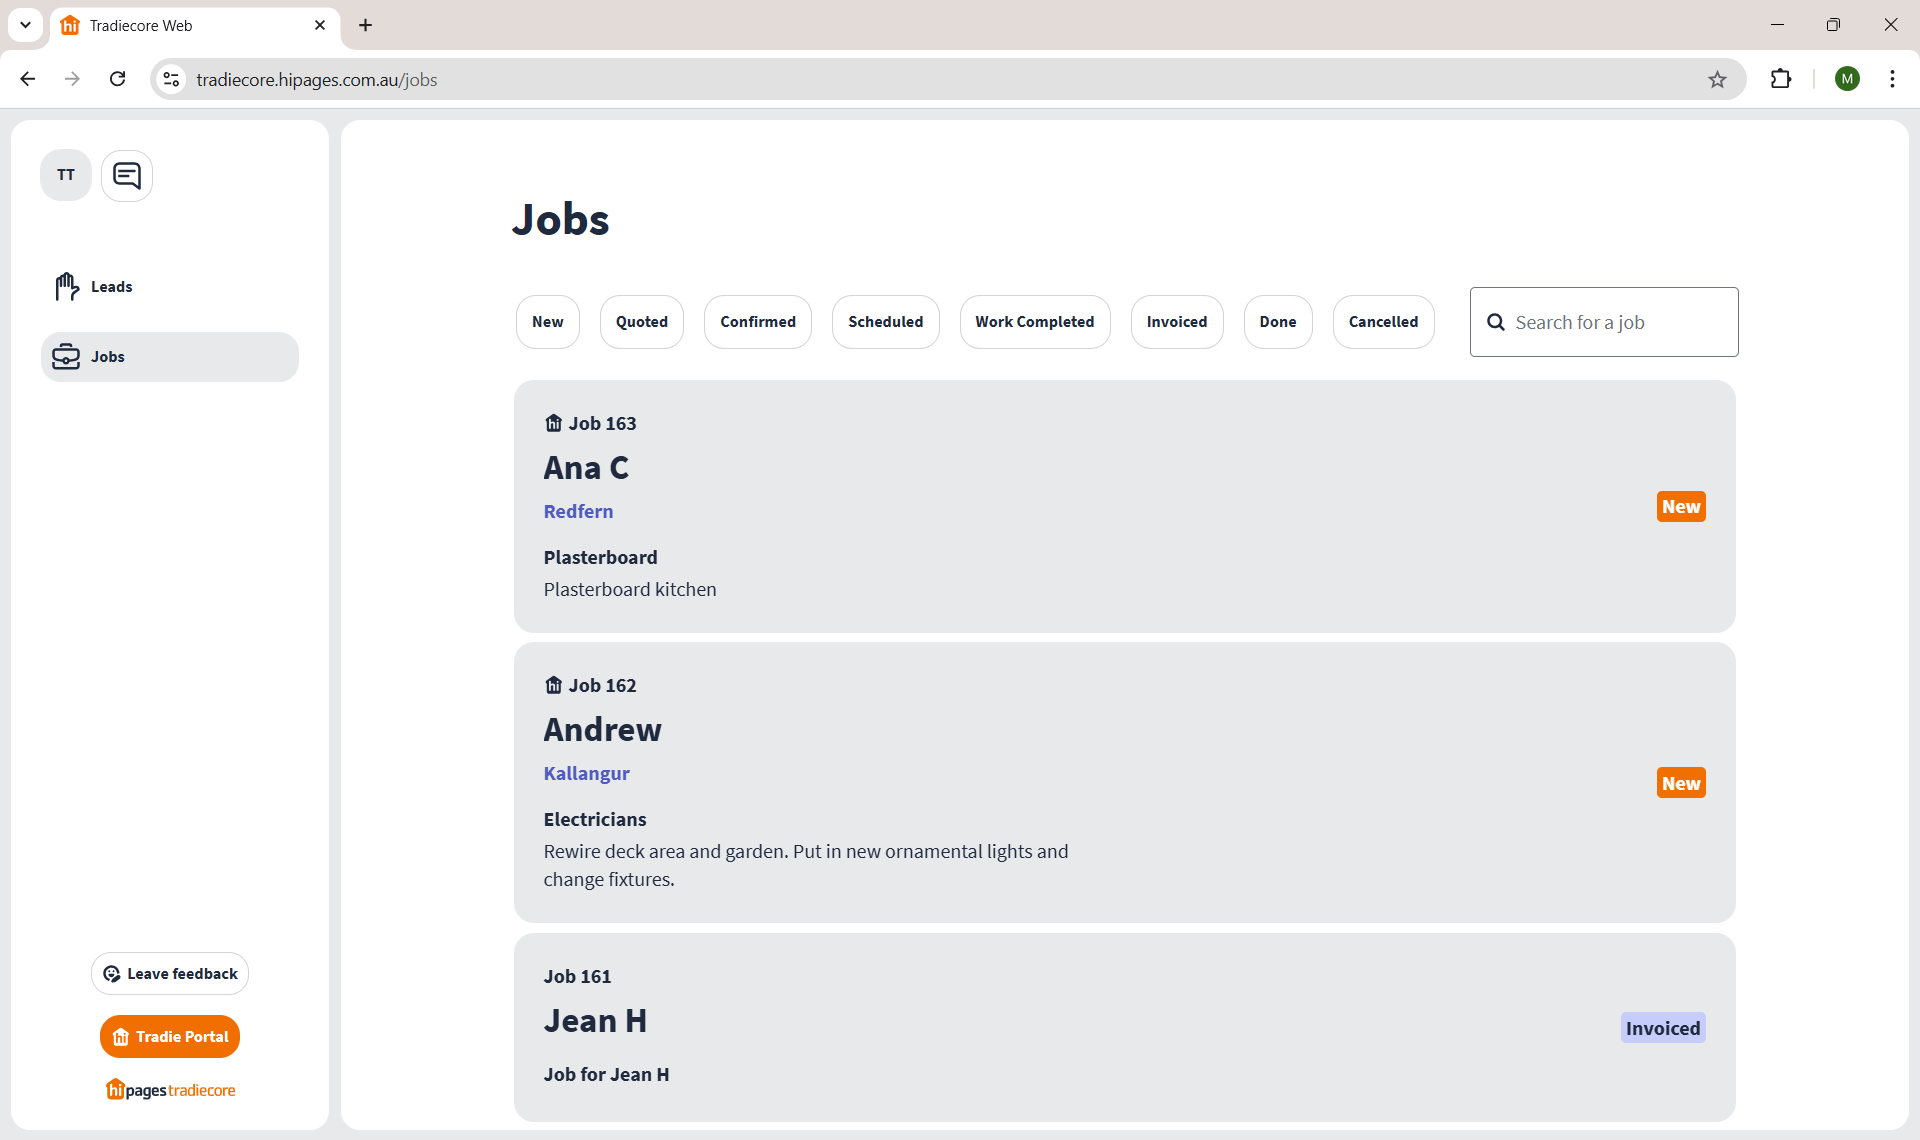 Tradiecore Web
tradiecore.hipages.com.au/jobs
M
TT
Leads
Jobs
Leave feedback
hi Tradie Portal
hipages tradiecore
Jobs
New
Quoted
Confirmed
Scheduled
Work Completed
Invoiced
Done
Cancelled
Search for a job
hi Job 163
Ana C
Redfern
New
Plasterboard
Plasterboard kitchen
hi Job 162
Andrew
Kallangur
New
Electricians
Rewire deck area and garden. Put in new ornamental lights and
change fixtures.
Job 161
Jean H
Invoiced
Job for Jean H